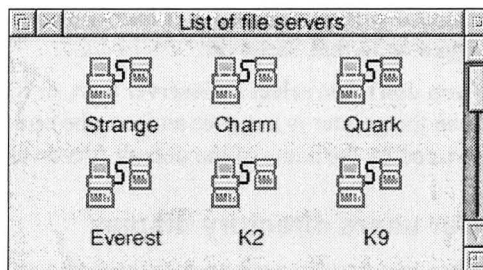 List of file servers
Strange Charm Quark
Everest K2 K9